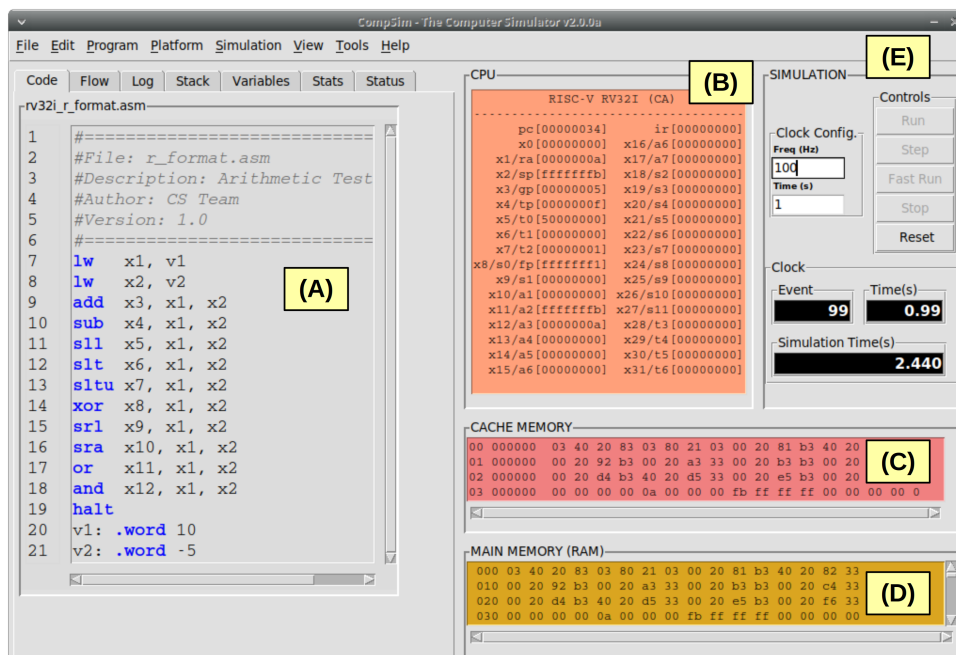 CompSim - The Computer Simulator v2.0.0a
File Edit Program Platform Simulation View Tools Help
Code Flow Log Stack Variables Stats Status
rv32i_r_format.asm
1 #============================
2 #File: r_format.asm
3 #Description: Arithmetic Test
4 #Author: CS Team
5 #Version: 1.0
6 #============================
7 lw x1, v1
8 lw x2, v2
9 add x3, x1, x2
10 sub x4, x1, x2
11 sll x5, x1, x2
12 slt x6, x1, x2
13 sltu x7, x1, x2
14 xor x8, x1, x2
15 srl x9, x1, x2
16 sra x10, x1, x2
17 or x11, x1, x2
18 and x12, x1, x2
19 halt
20 v1: .word 10
21 v2: .word -5
(A)
CPU
(B)
RISC-V RV32I (CA)
--------------------------------------
pc[00000034] ir[00000000]
x0[00000000] x16/a6[00000000]
x1/ra[0000000a] x17/a7[00000000]
x2/sp[fffffffb] x18/s2[00000000]
x3/gp[00000005] x19/s3[00000000]
x4/tp[0000000f] x20/s4[00000000]
x5/t0[50000000] x21/s5[00000000]
x6/t1[00000000] x22/s6[00000000]
x7/t2[00000001] x23/s7[00000000]
x8/s0/fp[fffffff1] x24/s8[00000000]
x9/s1[00000000] x25/s9[00000000]
x10/a1[00000000] x26/s10[00000000]
x11/a2[fffffffb] x27/s11[00000000]
x12/a3[0000000a] x28/t3[00000000]
x13/a4[00000000] x29/t4[00000000]
x14/a5[00000000] x30/t5[00000000]
x15/a6[00000000] x31/t6[00000000]
SIMULATION
(E)
Clock Config.
Freq (Hz)
100
Time (s)
1
Controls
Run
Step
Fast Run
Stop
Reset
Clock
Event
99
Time(s)
0.99
Simulation Time(s)
2.440
CACHE MEMORY
00 000000 03 40 20 83 03 80 21 03 00 20 81 b3 40 20
01 000000 00 20 92 b3 00 20 a3 33 00 20 b3 b3 00 20
02 000000 00 20 d4 b3 40 20 d5 33 00 20 e5 b3 00 20
03 000000 00 00 00 00 0a 00 00 00 fb ff ff ff 00 00 00 00 0
(C)
MAIN MEMORY (RAM)
000 03 40 20 83 03 80 21 03 00 20 81 b3 40 20 82 33
010 00 20 92 b3 00 20 a3 33 00 20 b3 b3 00 20 c4 33
020 00 20 d4 b3 40 20 d5 33 00 20 e5 b3 00 20 f6 33
030 00 00 00 00 0a 00 00 00 fb ff ff ff 00 00 00 00
(D)